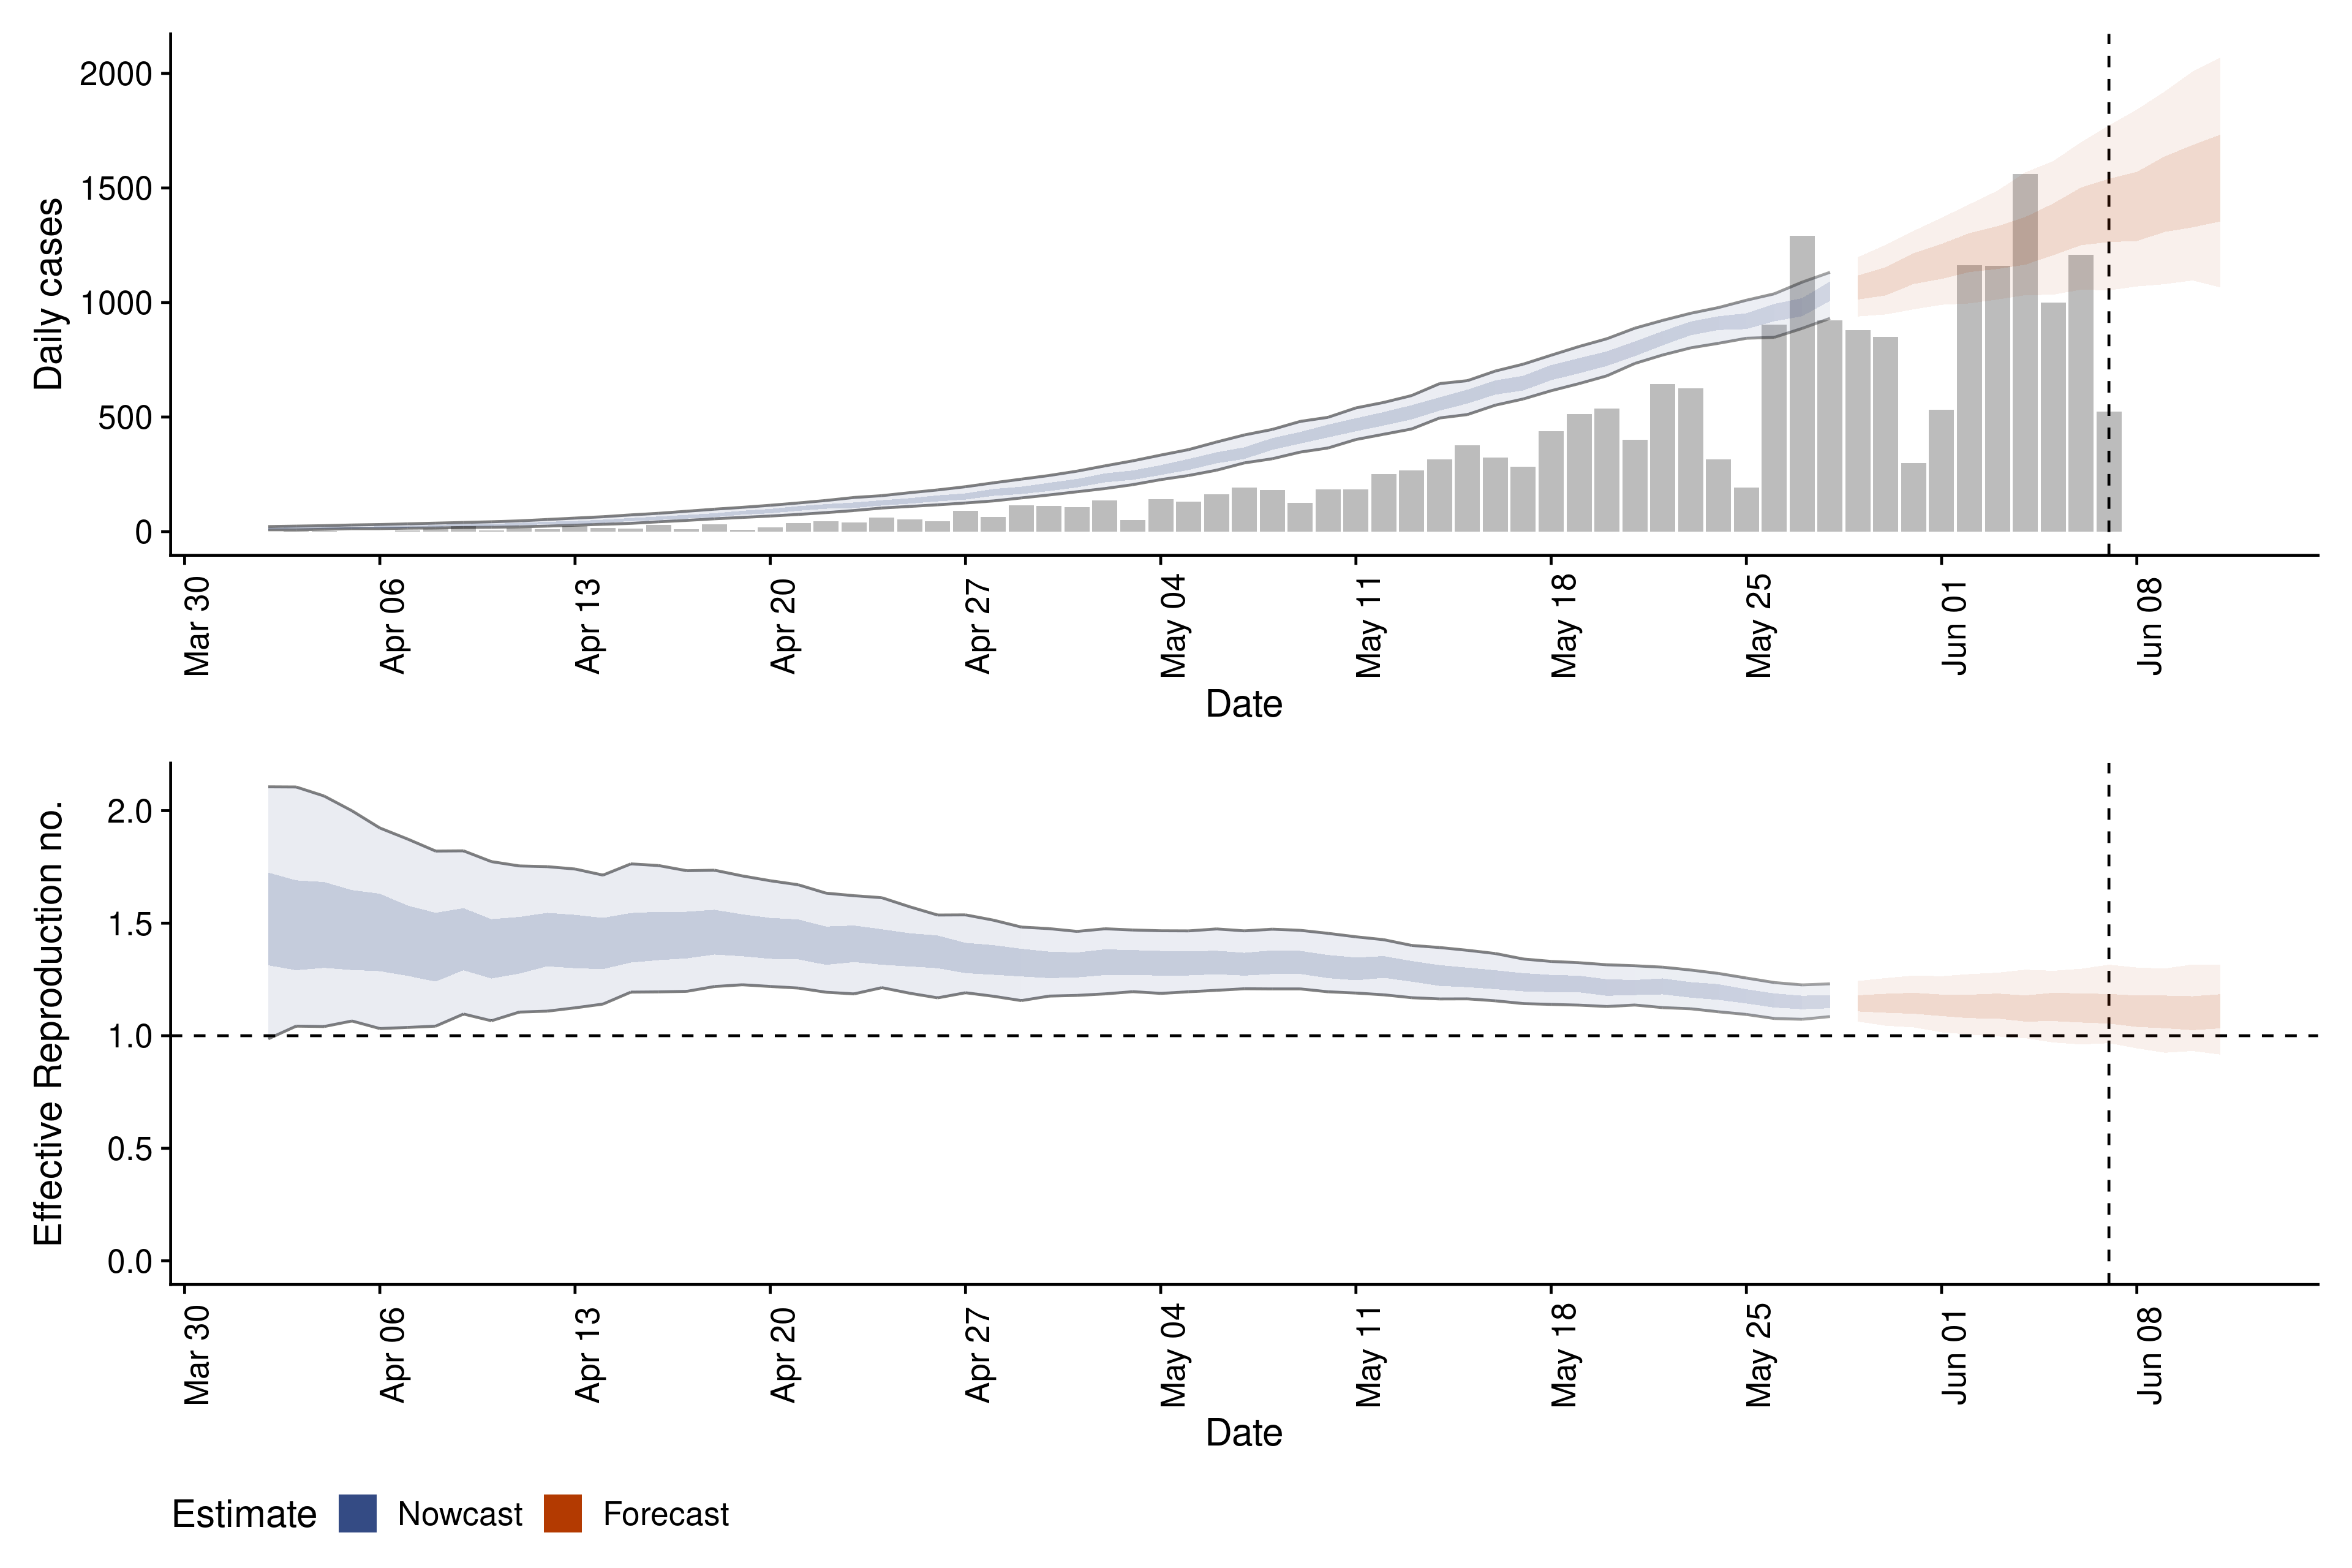 2000
1500
1000
500
0
Daily cases
Mar 30
Apr 06
Apr 13
Apr 20
Apr 27
May 04
May 11
May 18
May 25
Jun 01
Jun 08
Date
2.0
1.5
1.0
0.5
0.0
Effective Reproduction no.
Mar 30
Apr 06
Apr 13
Apr 20
Apr 27
May 04
May 11
May 18
May 25
Jun 01
Jun 08
Date
Estimate Nowcast Forecast